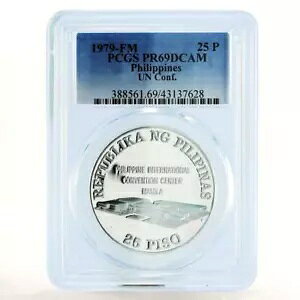 1979-FM 25 P
PCGS PR69DCAM
Philippines
UN Conf.
388561.69/43137628
REPUBLIKA NG PILIPINAS
PHILIPPINE INTERNATIONAL
CONVENTION CENTER
MANILA
25 PISO